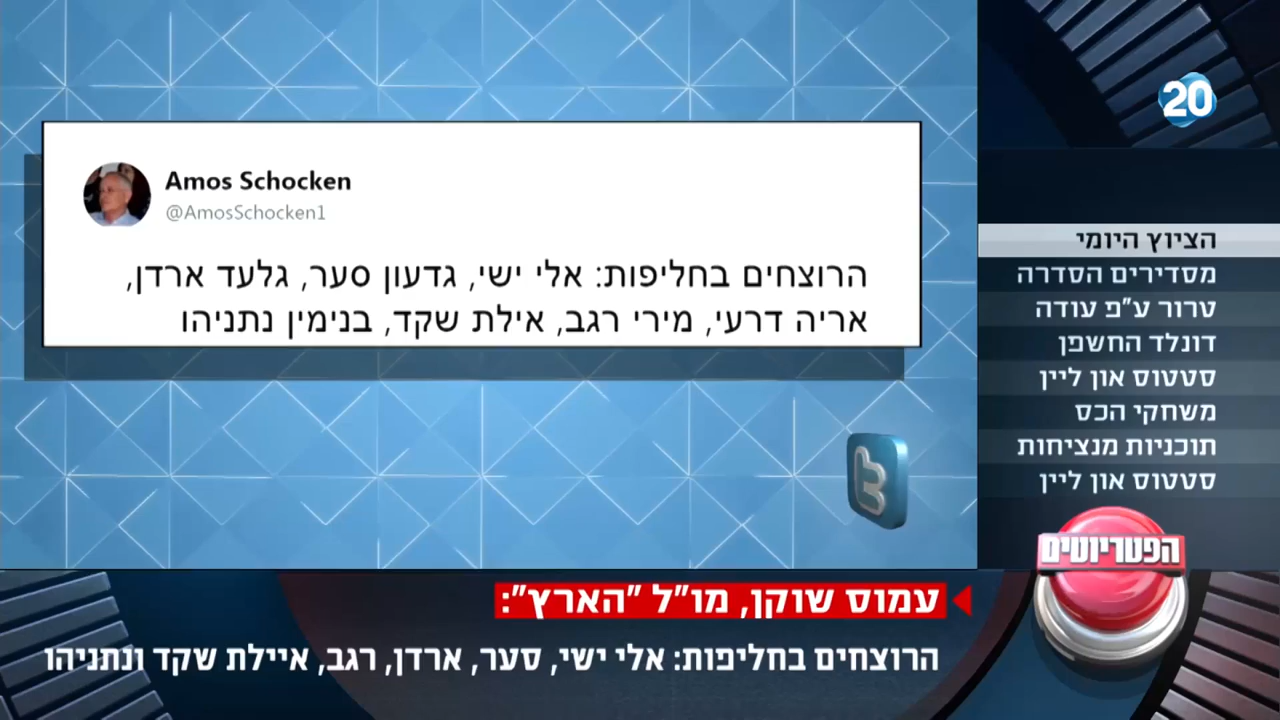 20
Amos Schocken
@AmosSchocken1
הרוצחים בחליפות: אלי ישי, גדעון סער, גלעד ארדן,
אריה דרעי, מירי רגב, אילת שקד, בנימין נתניהו
הציוץ היומי
מסדירים הסדרה
טרור ע"פ עודה
דונלד החשפן
סטטוס און ליין
משחקי הכס
תוכניות מנציחות
סטטוס און ליין
הפטריוטים
עמוס שוקן, מו"ל "הארץ":
הרוצחים בחליפות: אלי ישי, סער, ארדן, רגב, איילת שקד ונתניהו